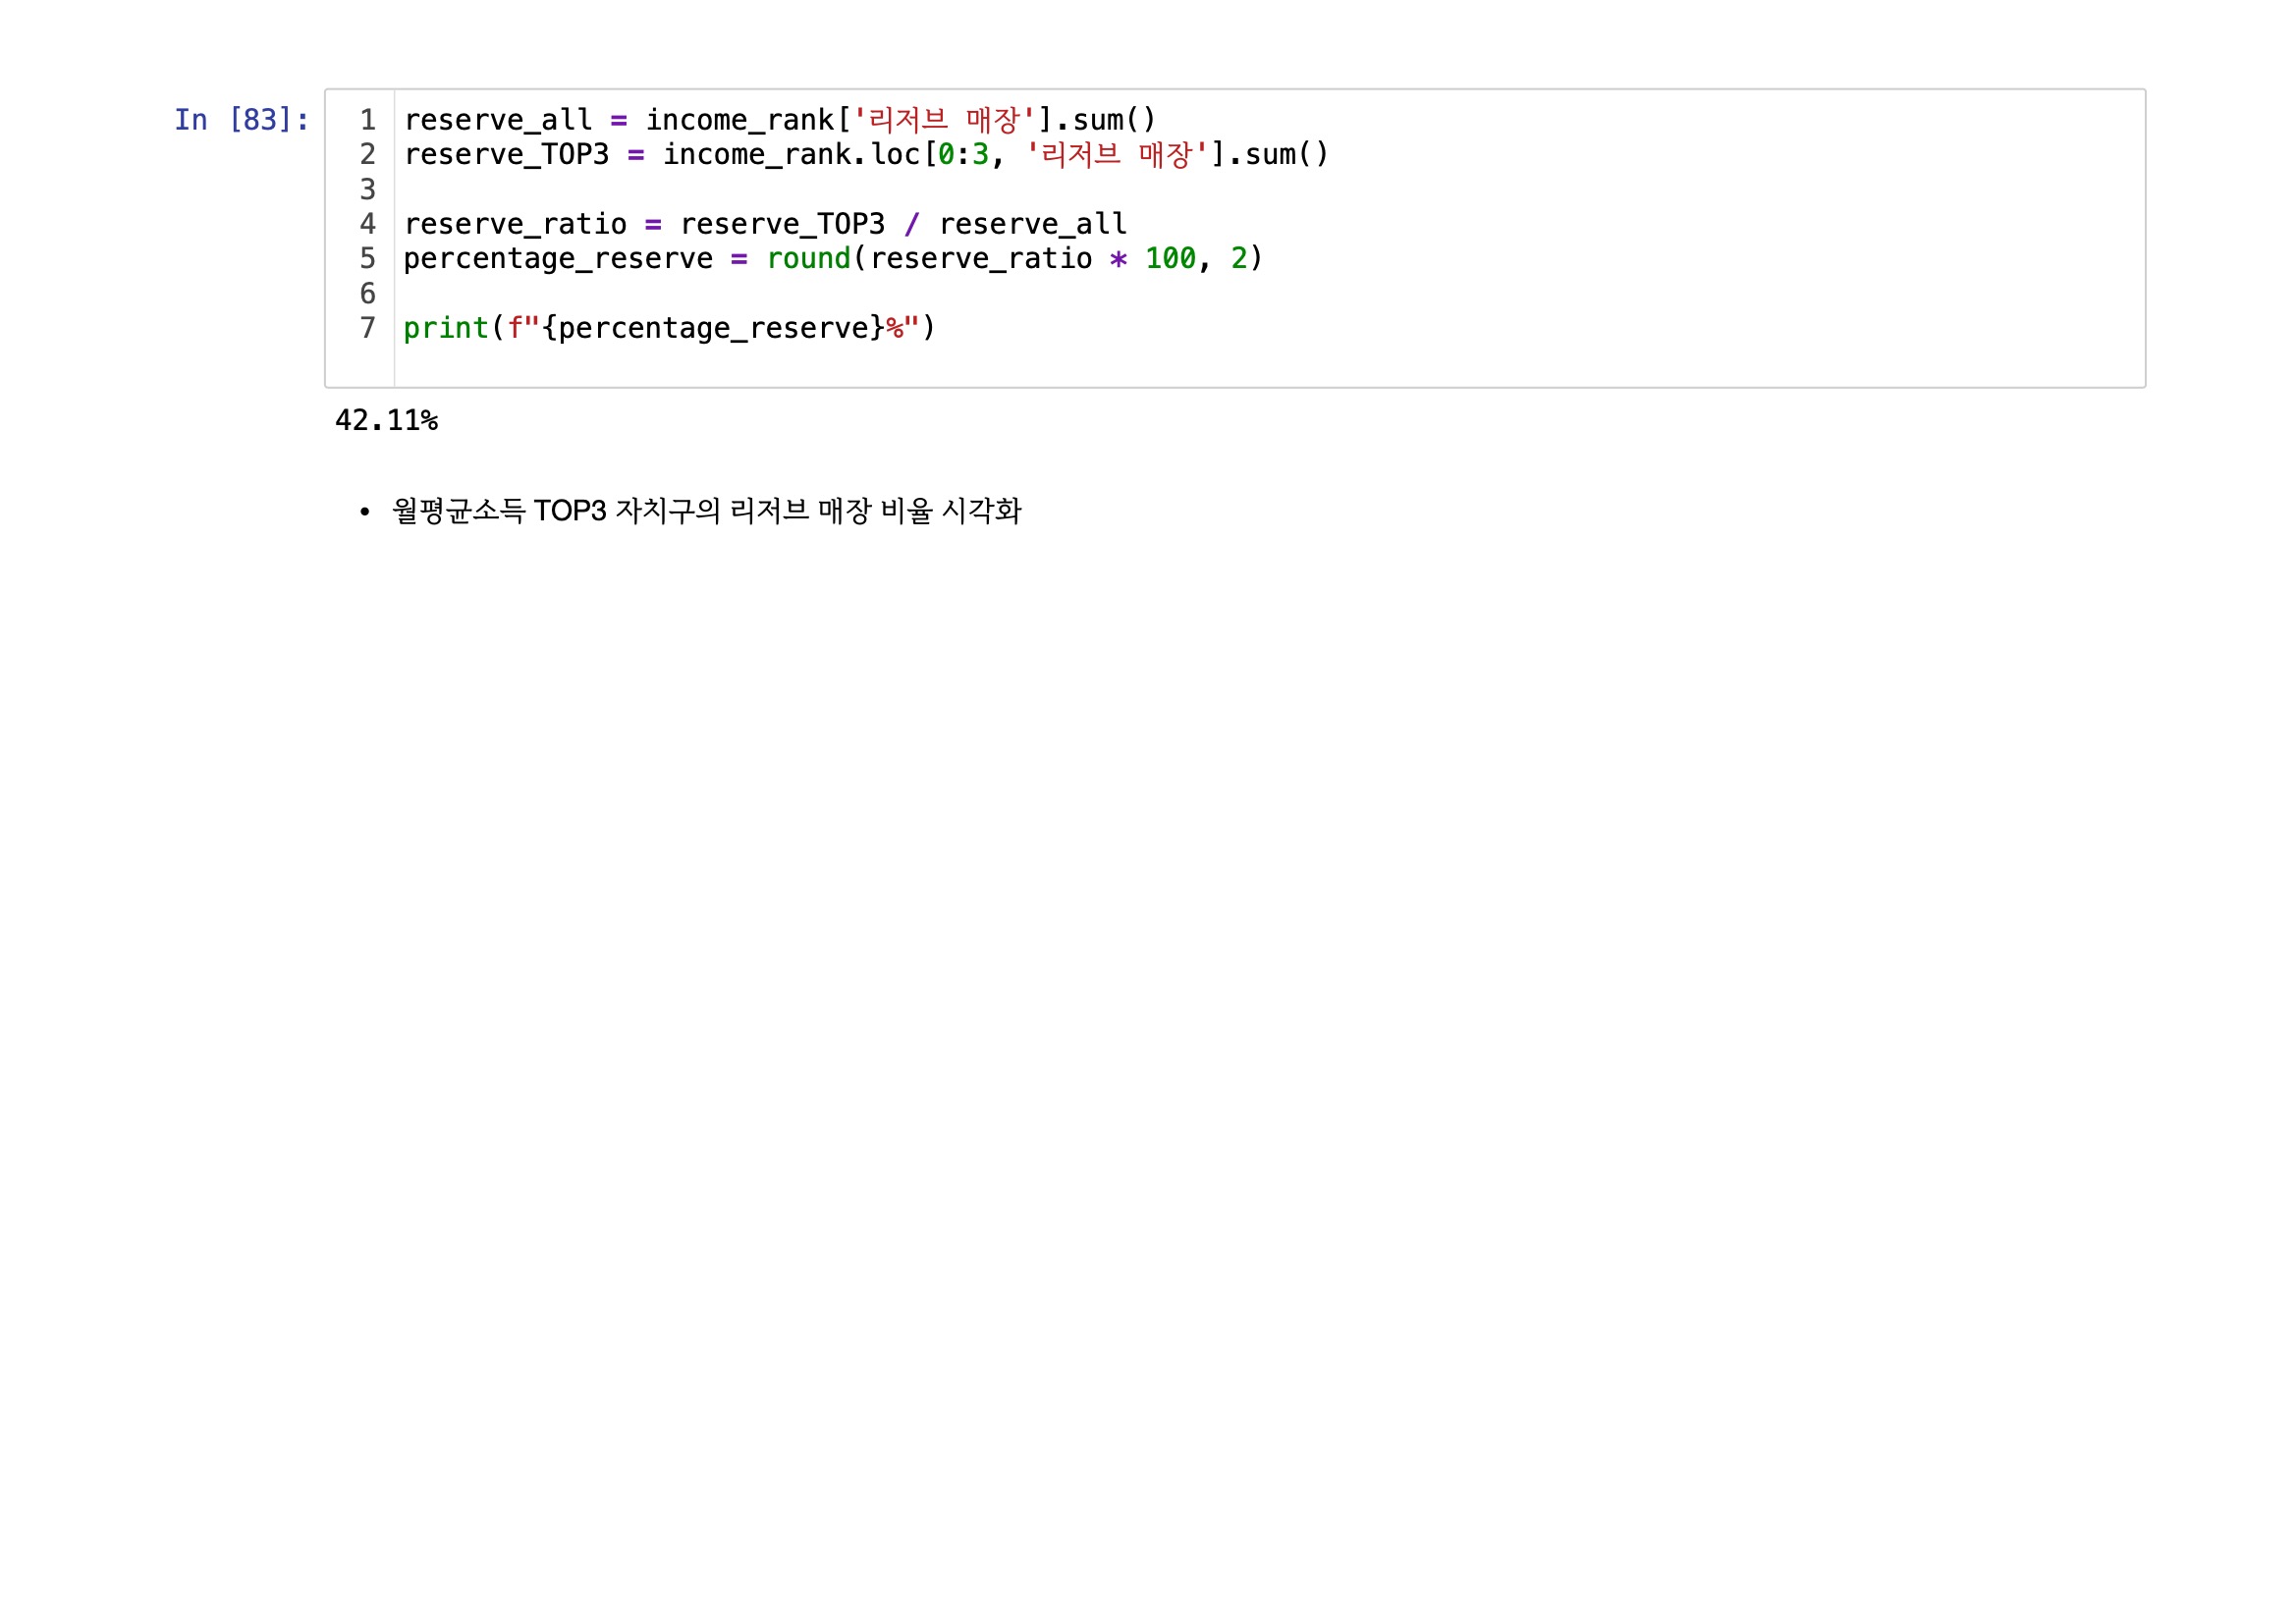 In [83]:
1 reserve_all = income_rank['리저브 매장'].sum()
2 reserve_TOP3 = income_rank.loc[0:3, '리저브 매장'].sum()
3
4 reserve_ratio = reserve_TOP3 / reserve_all
5 percentage_reserve = round(reserve_ratio * 100, 2)
6
7 print(f"{percentage_reserve}%")
42.11%
• 월평균소득 TOP3 자치구의 리저브 매장 비율 시각화